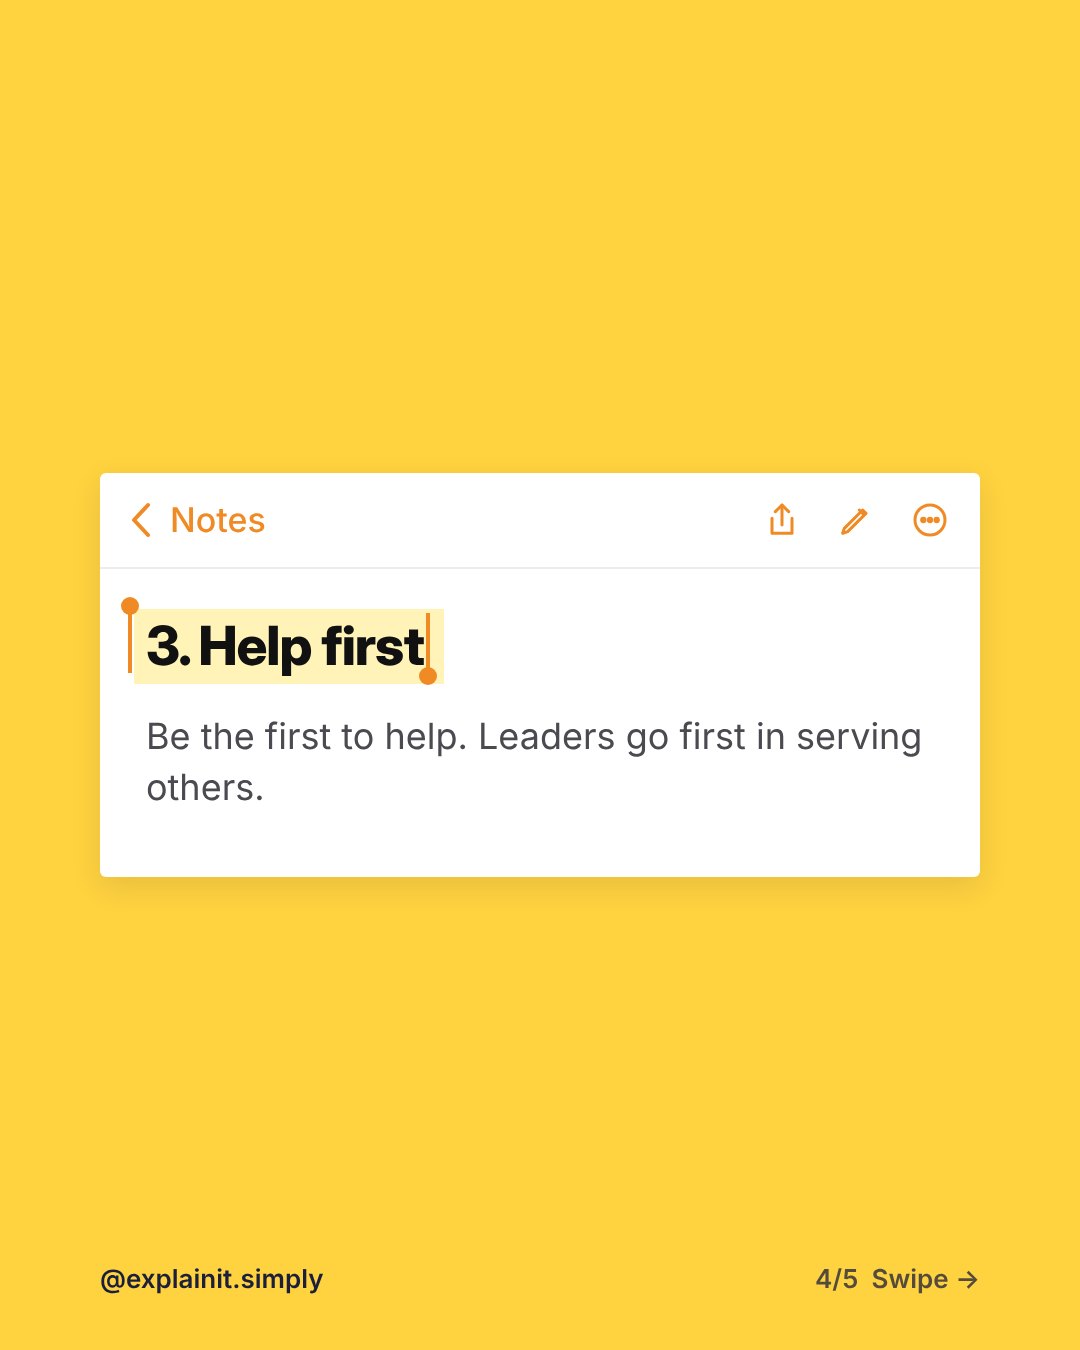 Notes
3. Help first
Be the first to help. Leaders go first in serving
others.
@explainit.simply
4/5 Swipe →